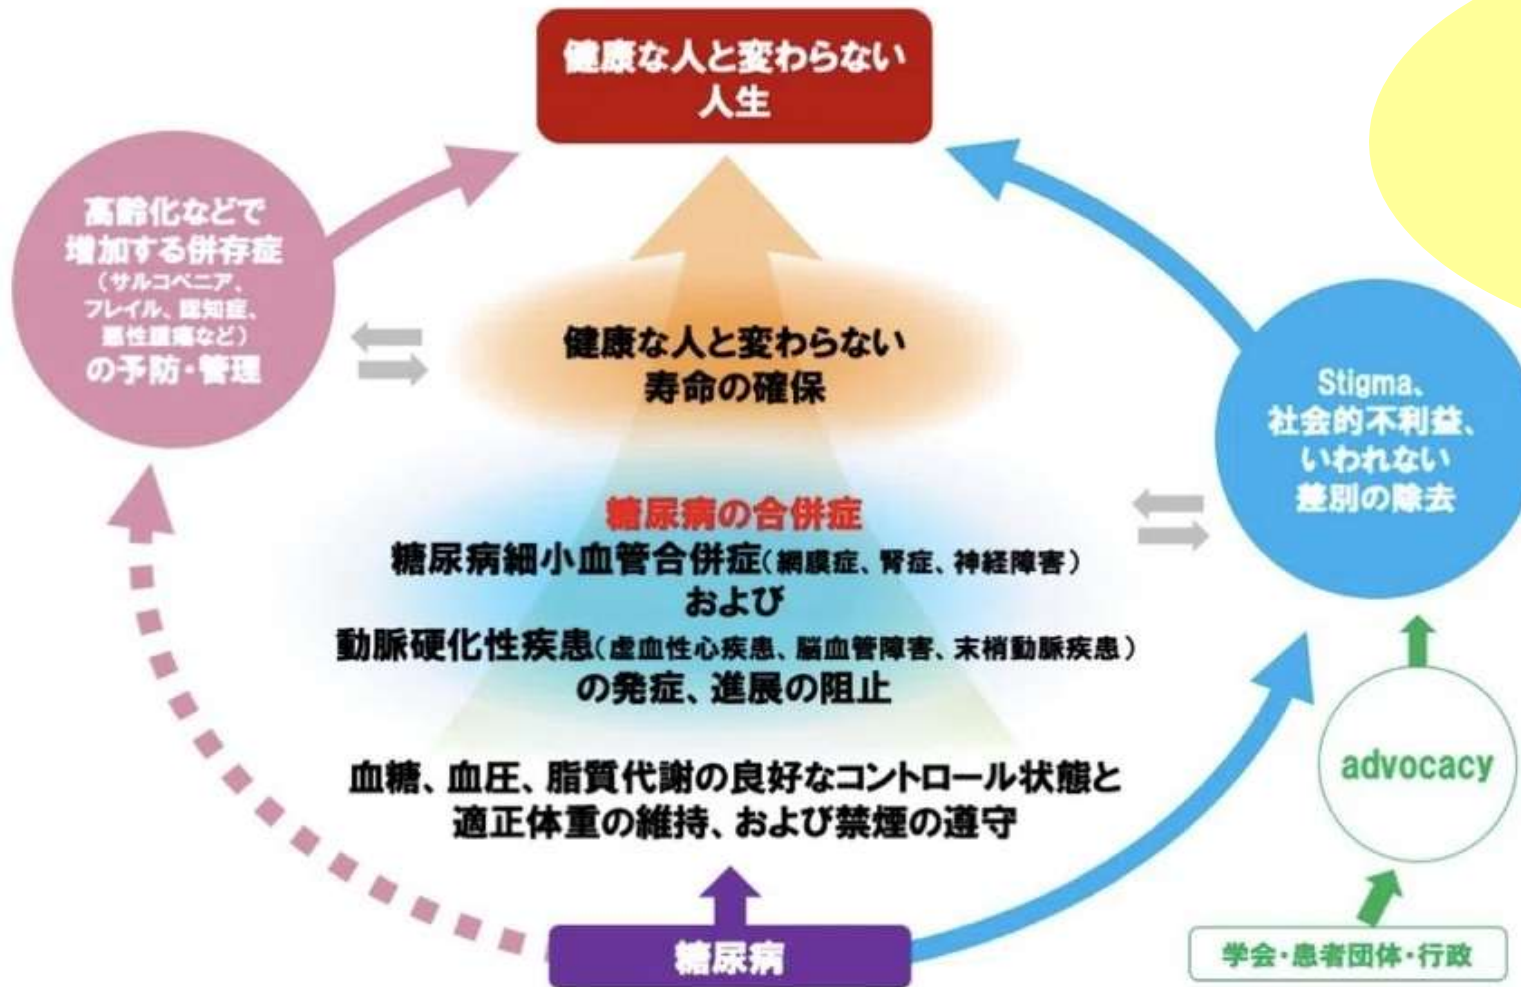 健康な人と変わらない
人生
高齢化などで
増加する併存症
（サルコペニア、
フレイル、認知症、
悪性腫瘍など）
の予防・管理
健康な人と変わらない
寿命の確保
Stigma、
社会的不利益、
いわれない
差別の除去
糖尿病の合併症
糖尿病細小血管合併症（網膜症、腎症、神経障害）
および
動脈硬化性疾患（虚血性心疾患、脳血管障害、末梢動脈疾患）
の発症、進展の阻止
血糖、血圧、脂質代謝の良好なコントロール状態と
適正体重の維持、および禁煙の遵守
advocacy
糖尿病
学会・患者団体・行政